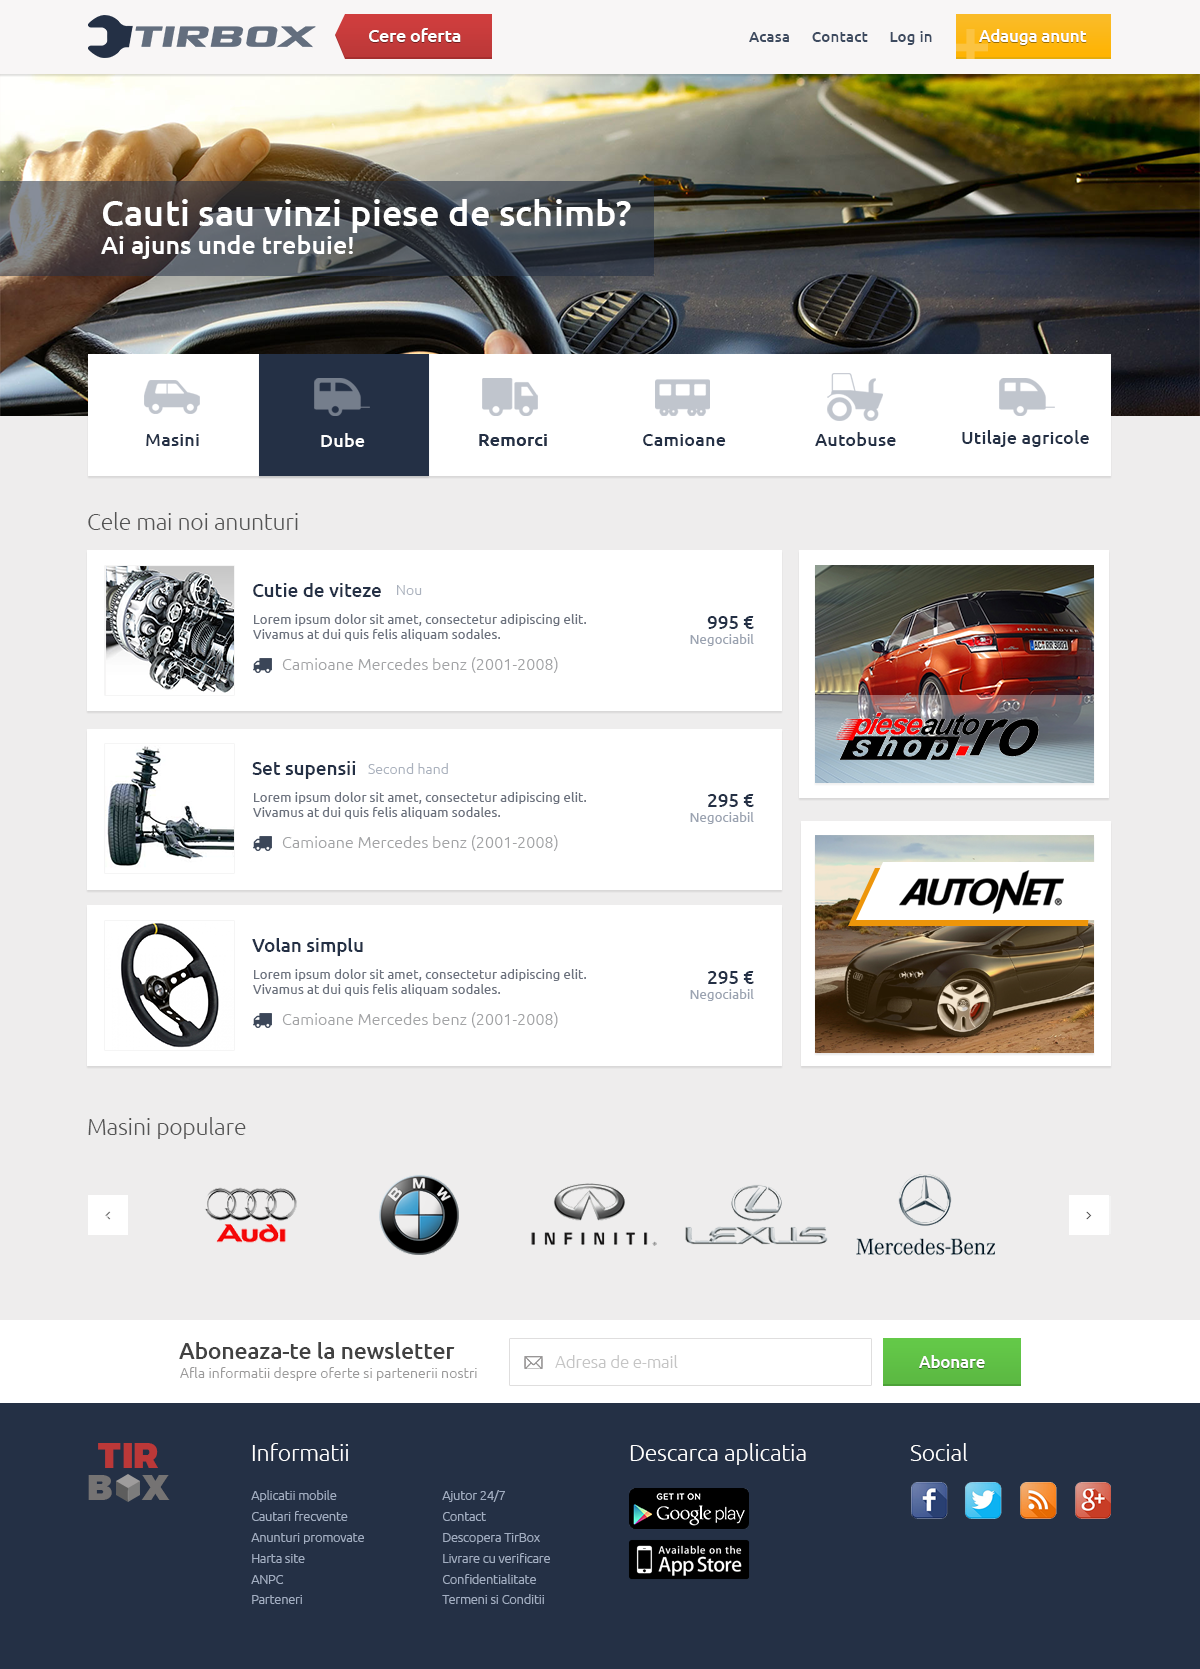 TIRBOX
Cere oferta
Acasa
Contact
Log in
Adauga anunt
Cauti sau vinzi piese de schimb?
Ai ajuns unde trebuie!
Masini
Dube
Remorci
Camioane
Autobuse
Utilaje agricole
Cele mai noi anunturi
Cutie de viteze Nou
Lorem ipsum dolor sit amet, consectetur adipiscing elit.
Vivamus at dui quis felis aliquam sodales.
Camioane Mercedes benz (2001-2008)
995 €
Negociabil
Set supensii Second hand
Lorem ipsum dolor sit amet, consectetur adipiscing elit.
Vivamus at dui quis felis aliquam sodales.
Camioane Mercedes benz (2001-2008)
295 €
Negociabil
Volan simplu
Lorem ipsum dolor sit amet, consectetur adipiscing elit.
Vivamus at dui quis felis aliquam sodales.
Camioane Mercedes benz (2001-2008)
295 €
Negociabil
RANGE ROVER
AC11RR 3001
pieseauto
shop.ro
AUTONET®
Masini populare
Audi
BMW
INFINITI
LEXUS
Mercedes-Benz
Aboneaza-te la newsletter
Afla informatii despre oferte si partenerii nostri
Adresa de e-mail
Abonare
TIR
BOX
Informatii
Aplicatii mobile
Cautari frecvente
Anunturi promovate
Harta site
ANPC
Parteneri
Ajutor 24/7
Contact
Descopera TirBox
Livrare cu verificare
Confidentialitate
Termeni si Conditii
Descarca aplicatia
GET IT ON
Google play
Available on the
App Store
Social
f
g+